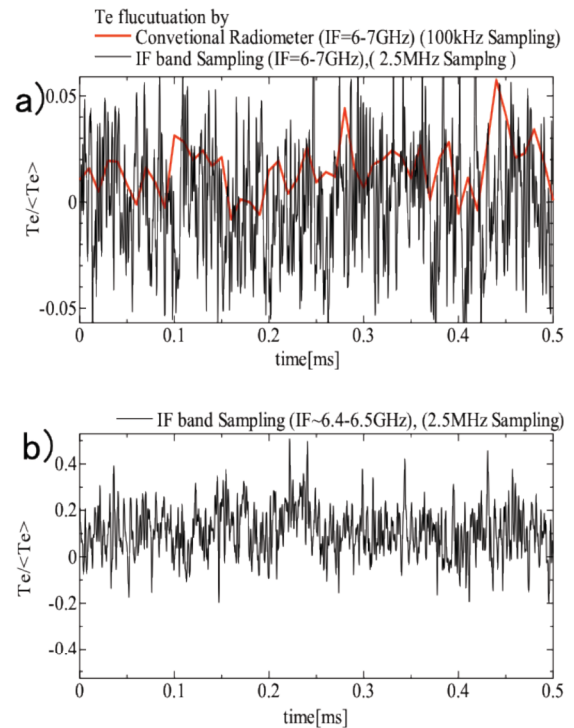 Te flucutuation by
Convetional Radiometer (IF=6-7GHz) (100kHz Sampling)
IF band Sampling (IF=6-7GHz),( 2.5MHz Samplng )
a)
0.05
0
-0.05
Te/<Te>
0 0.1 0.2 0.3 0.4 0.5
time[ms]
IF band Sampling (IF~6.4-6.5GHz), (2.5MHz Sampling)
b)
0.4
0.2
0
-0.2
-0.4
Te/<Te>
0 0.1 0.2 0.3 0.4 0.5
time[ms]